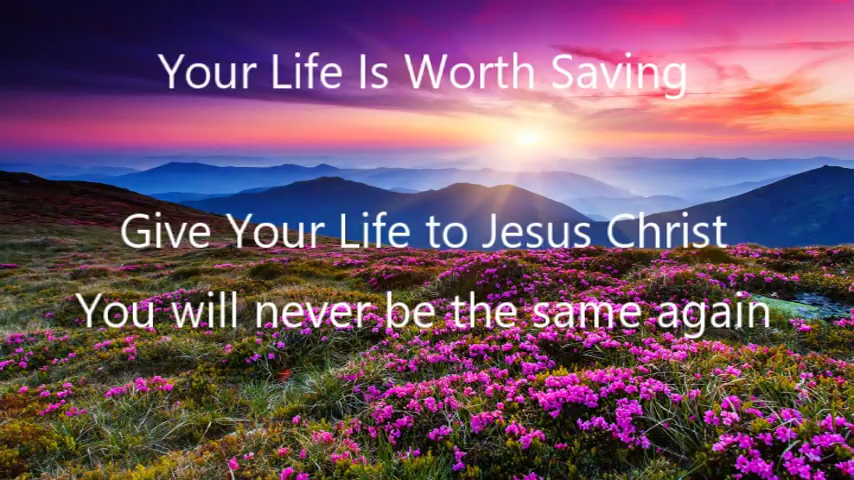 Your Life Is Worth Saving
Give Your Life to Jesus Christ
You will never be the same again